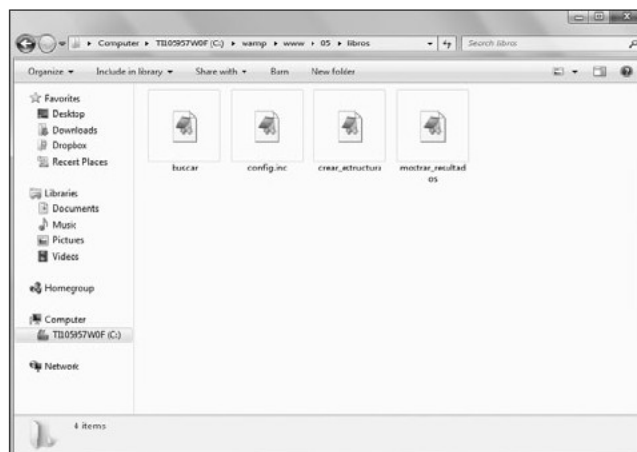 Computer ▸ TI105957W0F (C:) ▸ wamp ▸ www ▸ 05 ▸ libros
Search libros
Organize Include in library Share with Burn New folder
Favorites
Desktop
Downloads
Dropbox
Recent Places
Libraries
Documents
Music
Pictures
Videos
Homegroup
Computer
TI105957W0F (C:)
Network
buscar config.inc crear_estructura mostrar_resultad
os
4 items